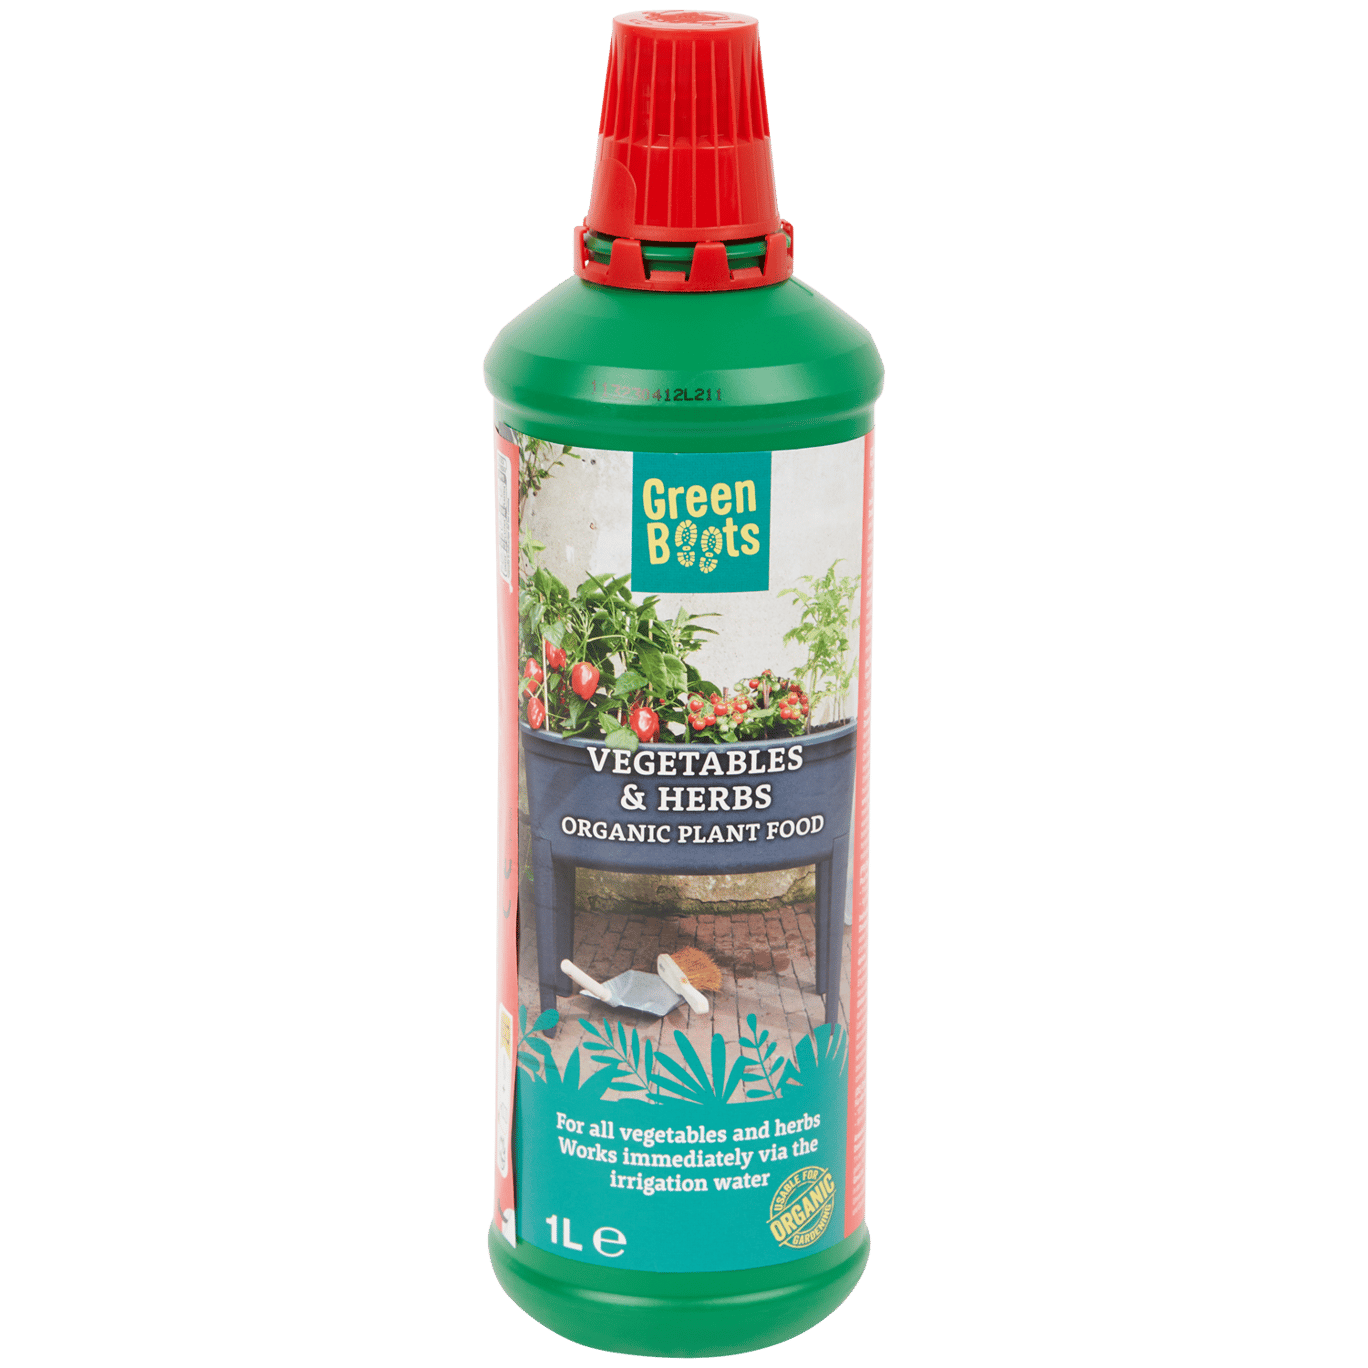 113230412L211
Green
Boots
VEGETABLES
& HERBS
ORGANIC PLANT FOOD
For all vegetables and herbs
Works immediately via the
irrigation water
USABLE FOR
ORGANIC
GARDENING
1L ℮